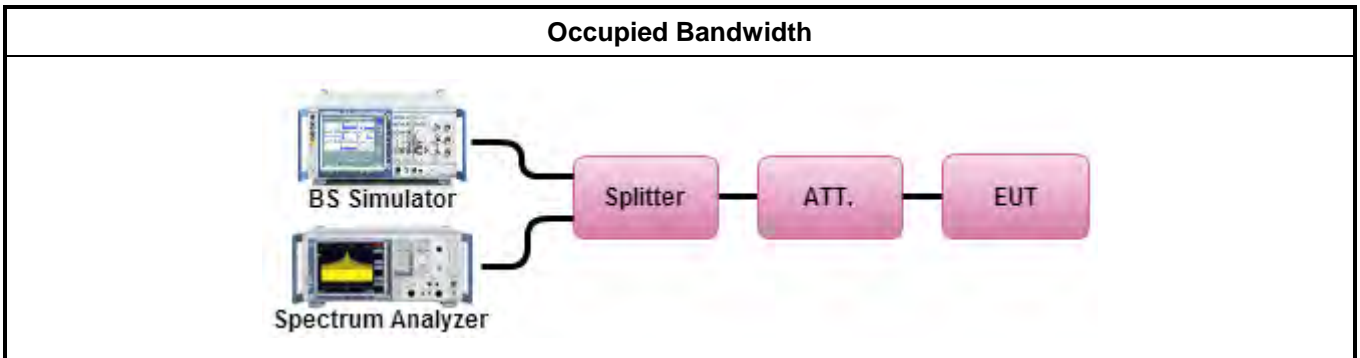 Occupied Bandwidth
BS Simulator
Splitter
ATT.
EUT
Spectrum Analyzer